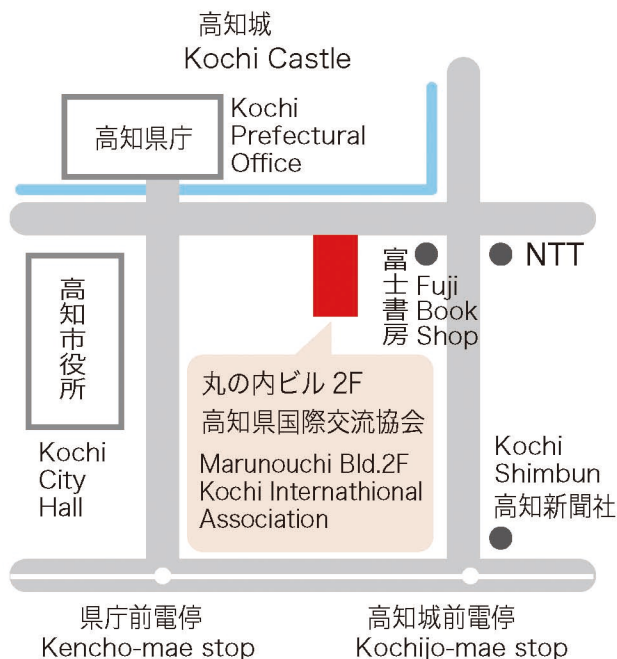 高知城
Kochi Castle
高知県庁
Kochi
Prefectural
Office
高知市役所
Kochi
City
Hall
富士書房
Fuji
Book
Shop
NTT
丸の内ビル 2F
高知県国際交流協会
Marunouchi Bld.2F
Kochi Internathional
Association
Kochi
Shimbun
高知新聞社
県庁前電停
Kencho-mae stop
高知城前電停
Kochijo-mae stop